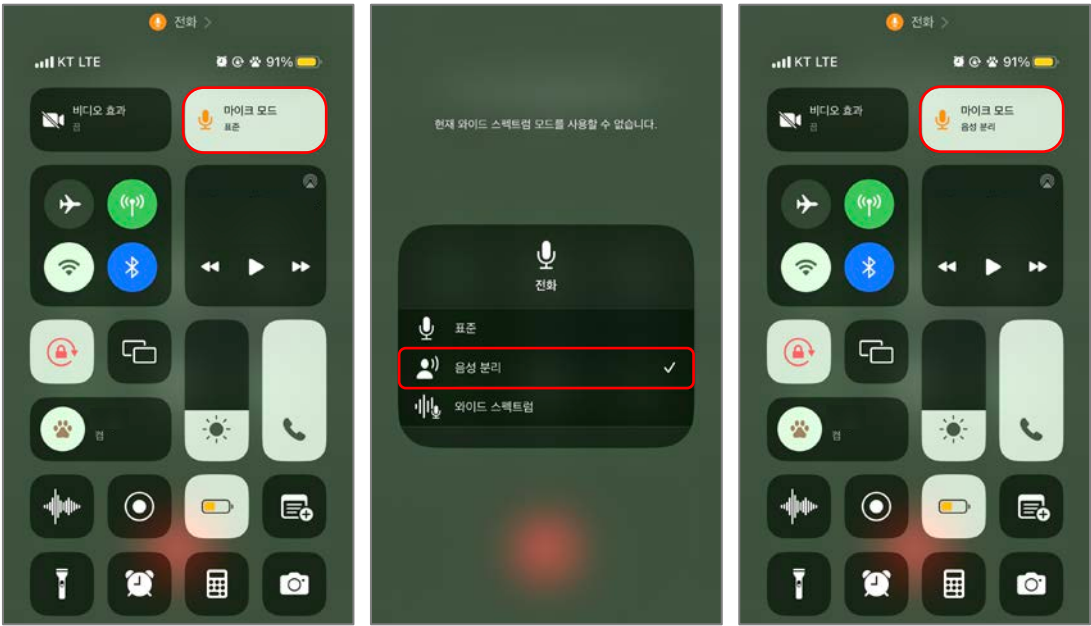 전화 >
KT LTE
91%
비디오 효과
끔
마이크 모드
표준
컴
현재 와이드 스펙트럼 모드를 사용할 수 없습니다.
전화
표준
음성 분리
와이드 스펙트럼
전화 >
KT LTE
91%
비디오 효과
끔
마이크 모드
음성 분리
컴